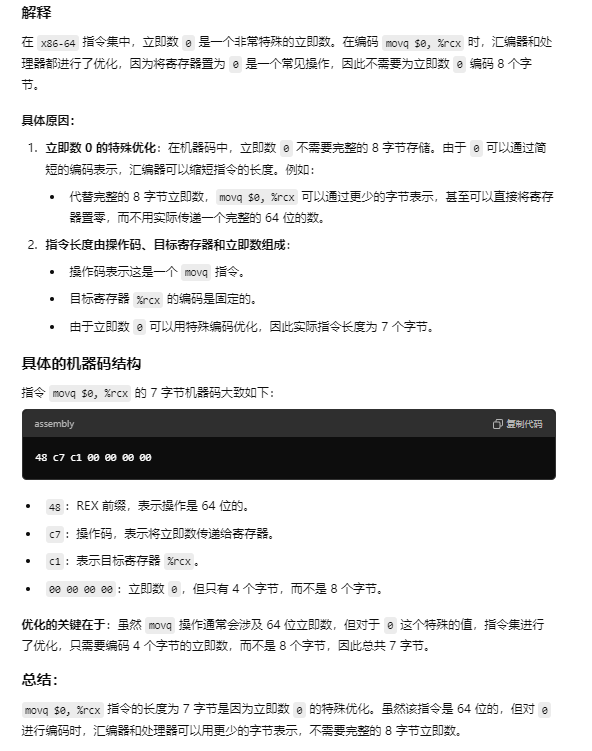 解释
在 x86-64 指令集中，立即数 0 是一个非常特殊的立即数。在编码 movq $0, %rcx 时，汇编器和处
理器都进行了优化，因为将寄存器置为 0 是一个常见操作，因此不需要为立即数 0 编码 8 个字
节。
具体原因：
1. 立即数 0 的特殊优化：在机器码中，立即数 0 不需要完整的 8 字节存储。由于 0 可以通过简
短的编码表示，汇编器可以缩短指令的长度。例如：
• 代替完整的 8 字节立即数，movq $0, %rcx 可以通过更少的字节表示，甚至可以直接将寄存
器置零，而不用实际传递一个完整的 64 位的数。
2. 指令长度由操作码、目标寄存器和立即数组成：
• 操作码表示这是一个 movq 指令。
• 目标寄存器 %rcx 的编码是固定的。
• 由于立即数 0 可以用特殊编码优化，因此实际指令长度为 7 个字节。
具体的机器码结构
指令 movq $0, %rcx 的 7 字节机器码大致如下：
assembly 复制代码
48 c7 c1 00 00 00 00
• 48：REX 前缀，表示操作是 64 位的。
• c7：操作码，表示将立即数传递给寄存器。
• c1：表示目标寄存器 %rcx。
• 00 00 00 00：立即数 0，但只有 4 个字节，而不是 8 个字节。
优化的关键在于：虽然 movq 操作通常会涉及 64 位立即数，但对于 0 这个特殊的值，指令集进行
了优化，只需要编码 4 个字节的立即数，而不是 8 个字节，因此总共 7 字节。
总结：
movq $0, %rcx 指令的长度为 7 字节是因为立即数 0 的特殊优化。虽然该指令是 64 位的，但对 0
进行编码时，汇编器和处理器可以用更少的字节表示，不需要完整的 8 字节立即数。